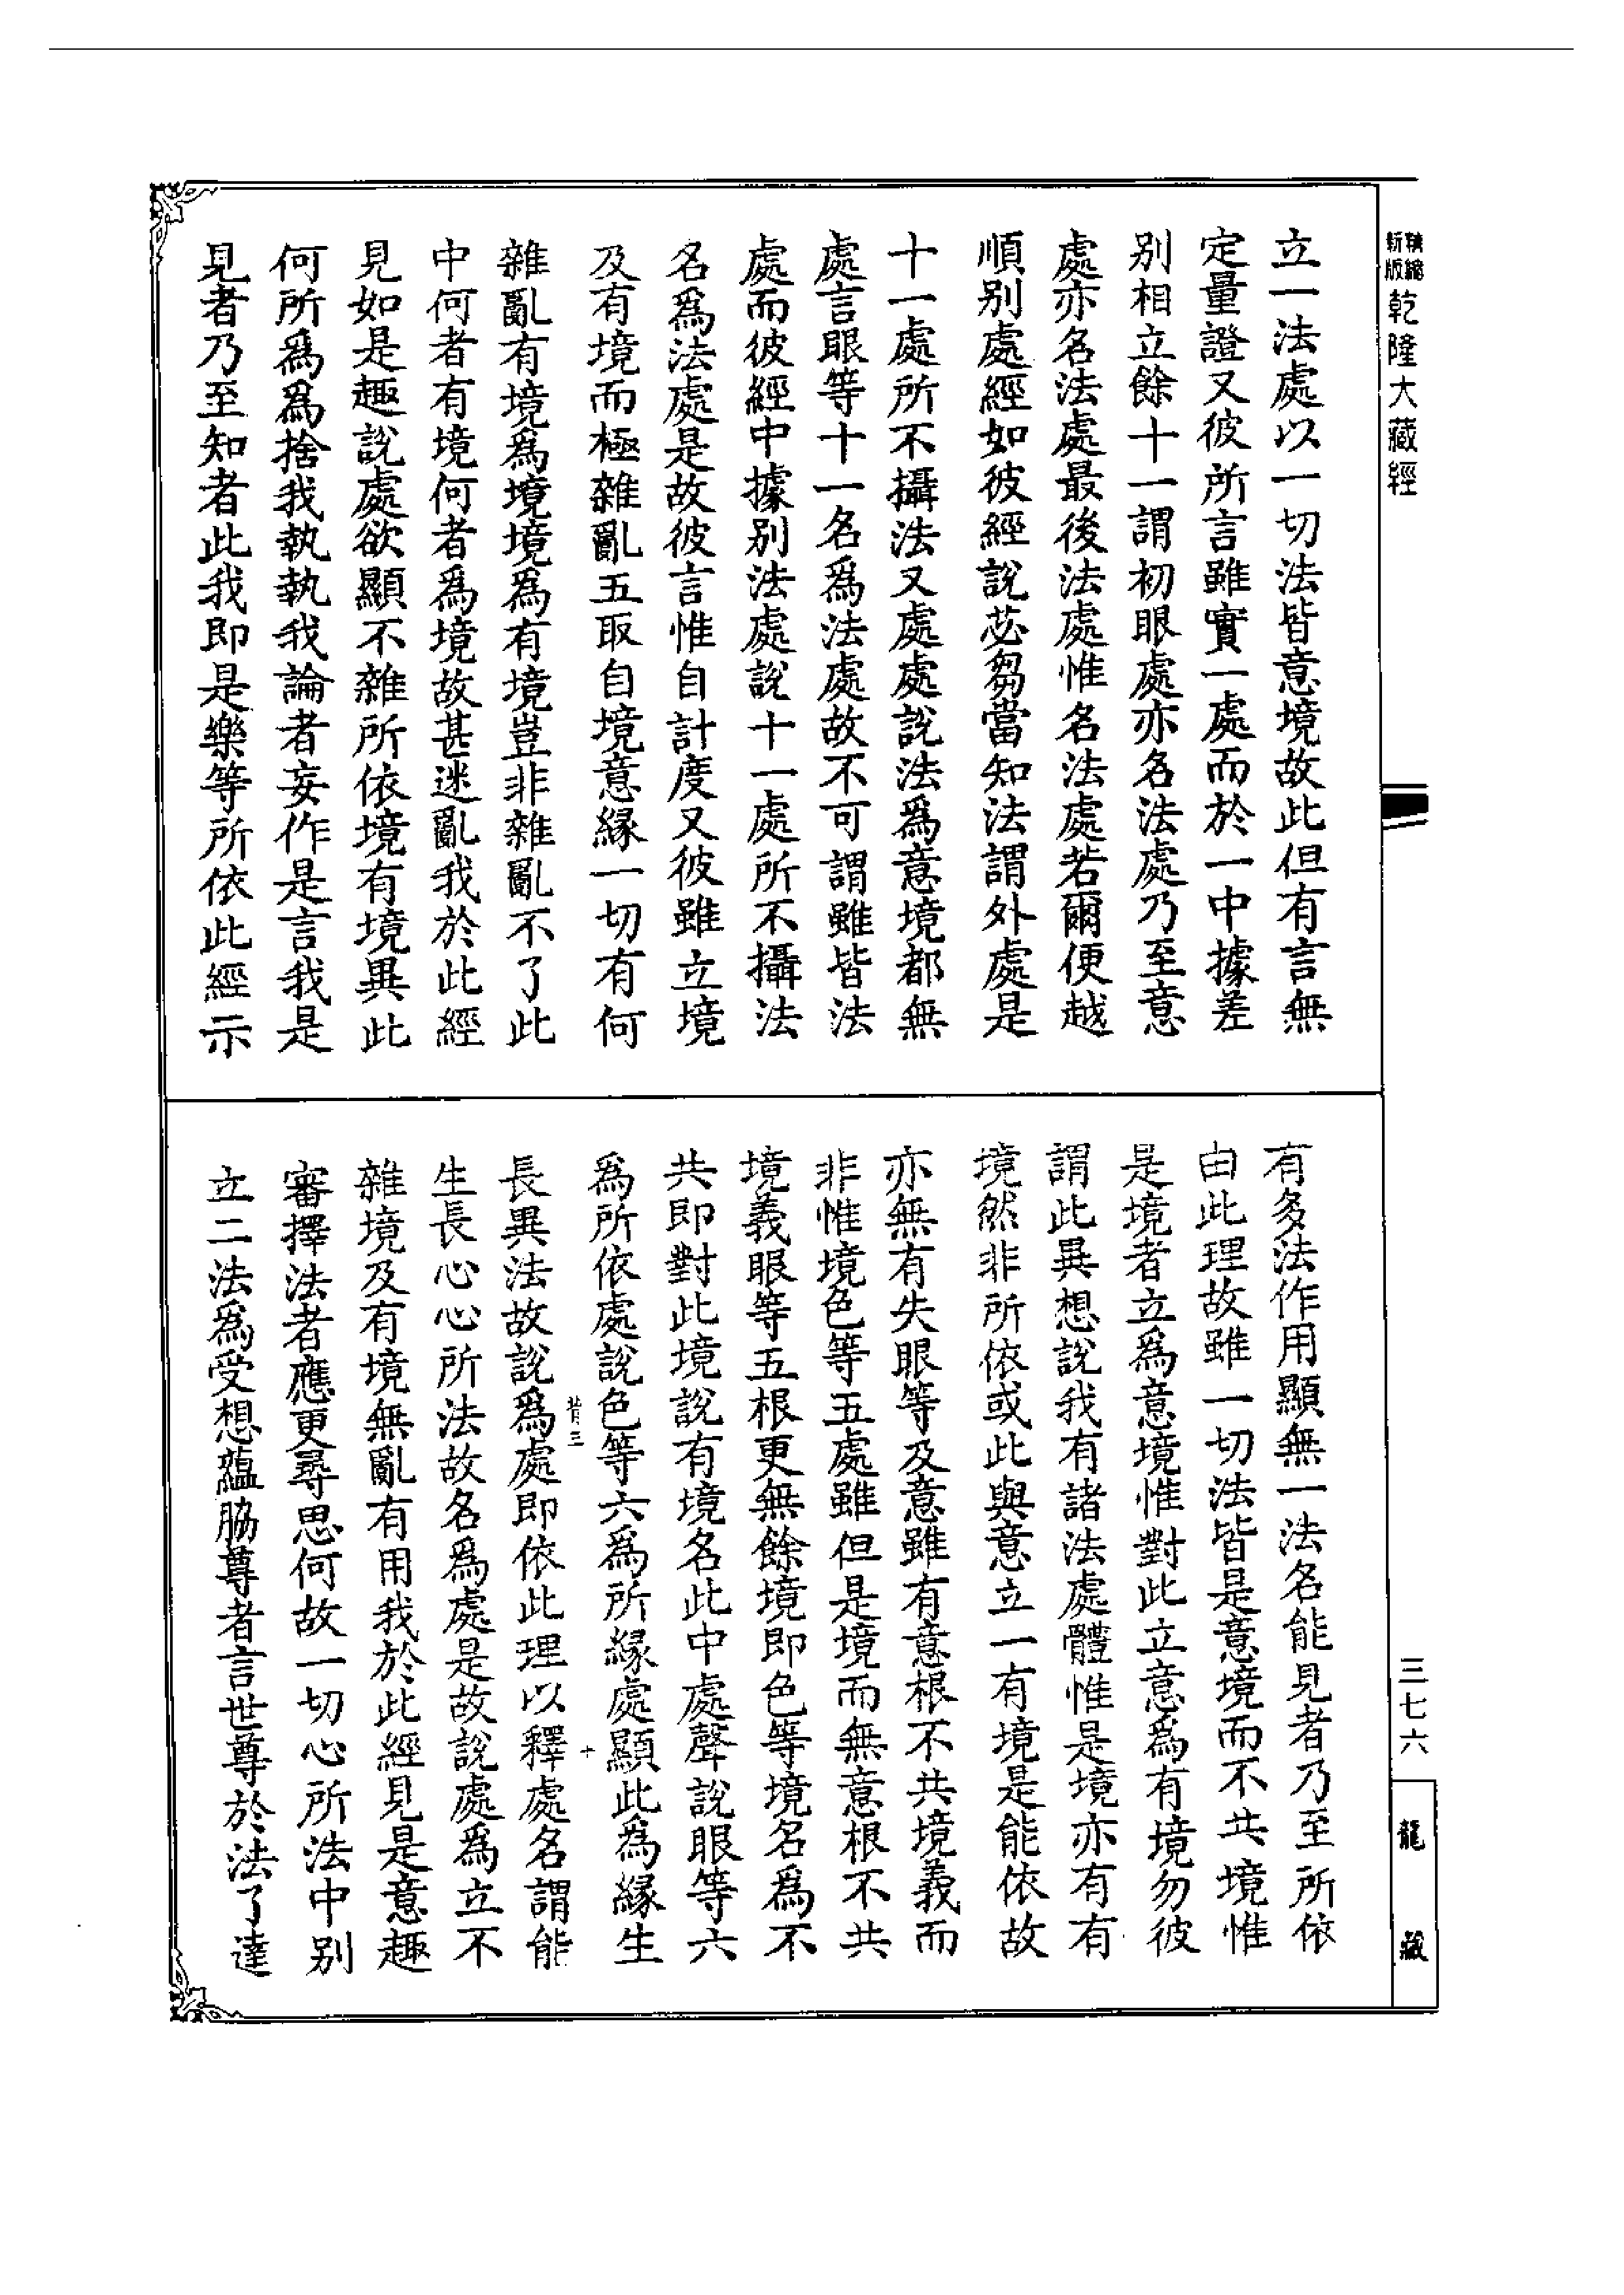 精縮
新版
乾隆大藏經
立一法處以一切法皆意境故此但有言無
定量證又彼所言雖實一處而於一中據差
別相立餘十一謂初眼處亦名法處乃至意
處亦名法處最後法處惟名法處若爾便越
順別處經如彼經說苾芻當知法謂外處是
十一處所不攝法又處處說法爲意境都無
處言眼等十一名爲法處故不可謂雖皆法
處而彼經中據別法處說十一處所不攝法
名爲法處是故彼言惟自計度又彼雖立境
及有境而極雜亂五取自境意緣一切有何
雜亂有境爲境境爲有境豈非雜亂不了此
中何者有境何者爲境故甚迷亂我於此經
見如是趣說處欲顯不雜所依境有境異此
何所爲爲捨我執執我論者妄作是言我是
見者乃至知者此我即是樂等所依此經示
有多法作用顯無一法名能見者乃至所依
由此理故雖一切法皆是意境而不共境惟
是境者立爲意境惟對此立意爲有境勿彼
謂此異想說我有諸法處體惟是境亦有有
境然非所依或此與意立一有境是能依故
亦無有失眼等及意雖有意根不共境義而
非惟境色等五處雖但是境而無意根不共
境義眼等五根更無餘境即色等境名爲不
共即對此境說有境名此中處聲說眼等六
爲所依處說色等六爲所緣處顯此爲緣生
長異法故說爲處即依此理以釋處名謂能
生長心心所法故名爲處是故說處爲立不
雜境及有境無亂有用我於此經見是意趣
審擇法者應更尋思何故一切心所法中別
立二法爲受想蘊脇尊者言世尊於法了達
三七六
龍藏